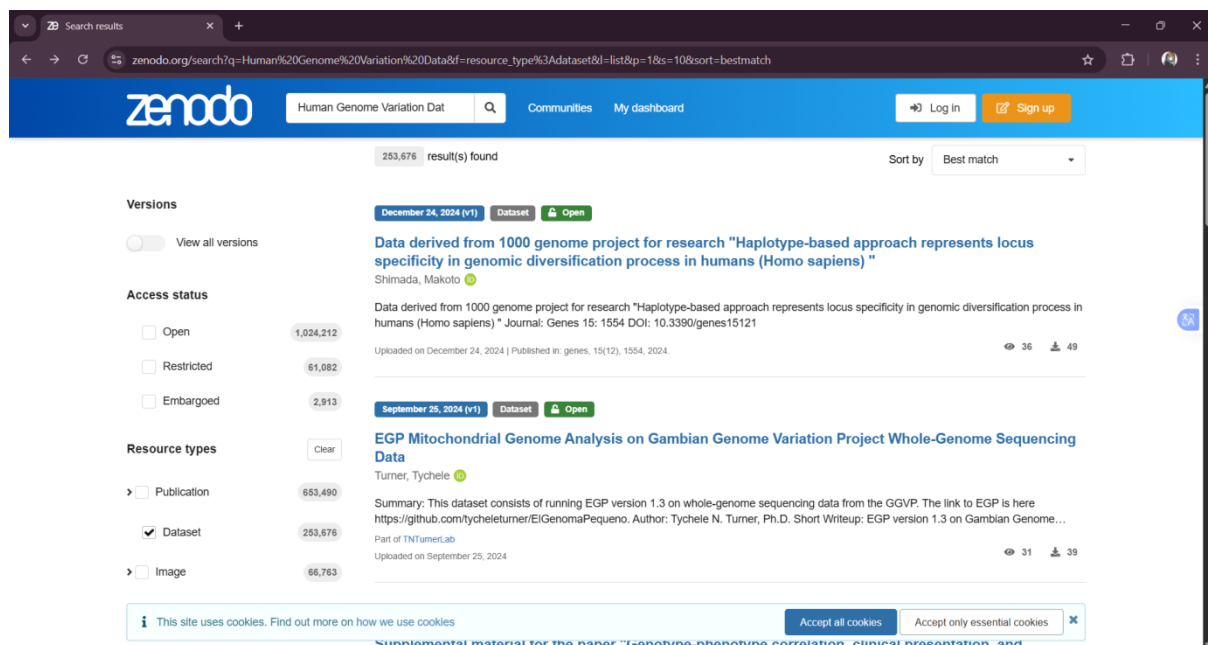 Search results
zenodo.org/search?q=Human%20Genome%20Variation%20Data&f=resource_type%3Adataset&l=list&p=1&s=10&sort=bestmatch
zenodo
Human Genome Variation Dat
Communities
My dashboard
Log in
Sign up
253,676 result(s) found
Sort by
Best match
Versions
View all versions
Access status
Open 1,024,212
Restricted 61,082
Embargoed 2,913
Resource types
Clear
Publication 653,490
Dataset 253,676
Image 66,763
December 24, 2024 (v1) Dataset Open
Data derived from 1000 genome project for research "Haplotype-based approach represents locus
specificity in genomic diversification process in humans (Homo sapiens) "
Shimada, Makoto
Data derived from 1000 genome project for research "Haplotype-based approach represents locus specificity in genomic diversification process in
humans (Homo sapiens) " Journal: Genes 15: 1554 DOI: 10.3390/genes15121
Uploaded on December 24, 2024 | Published in: genes, 15(12), 1554, 2024.
36 49
September 25, 2024 (v1) Dataset Open
EGP Mitochondrial Genome Analysis on Gambian Genome Variation Project Whole-Genome Sequencing
Data
Turner, Tychele
Summary: This dataset consists of running EGP version 1.3 on whole-genome sequencing data from the GGVP. The link to EGP is here
https://github.com/tycheleturner/ElGenomaPequeno. Author: Tychele N. Turner, Ph.D. Short Writeup: EGP version 1.3 on Gambian Genome…
Part of TNTurnerLab
Uploaded on September 25, 2024
31 39
This site uses cookies. Find out more on how we use cookies
Accept all cookies
Accept only essential cookies
Supplemental material for the paper "Genotype-phenotype correlation, clinical presentation, and